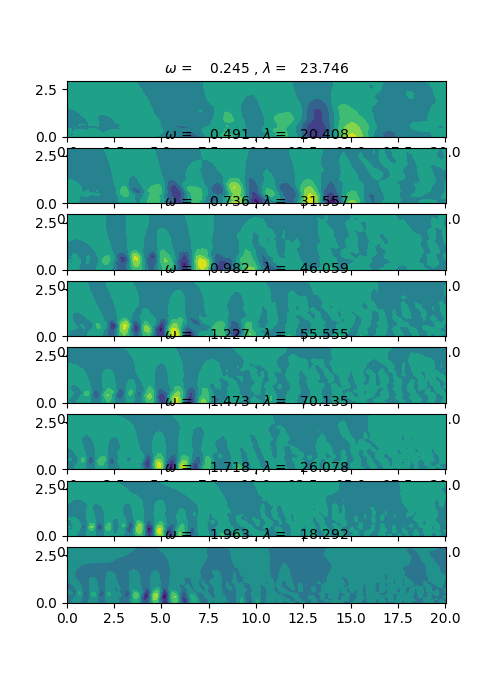 ω = 0.245 , λ = 23.746
2.5
0.0
ω = 0.491 , λ = 20.408
2.5
0.0
ω = 0.736 , λ = 31.557
2.5
0.0
ω = 0.982 , λ = 46.059
2.5
0.0
ω = 1.227 , λ = 55.555
2.5
0.0
ω = 1.473 , λ = 70.135
2.5
0.0
ω = 1.718 , λ = 26.078
2.5
0.0
ω = 1.963 , λ = 18.292
2.5
0.0
0.0 2.5 5.0 7.5 10.0 12.5 15.0 17.5 20.0